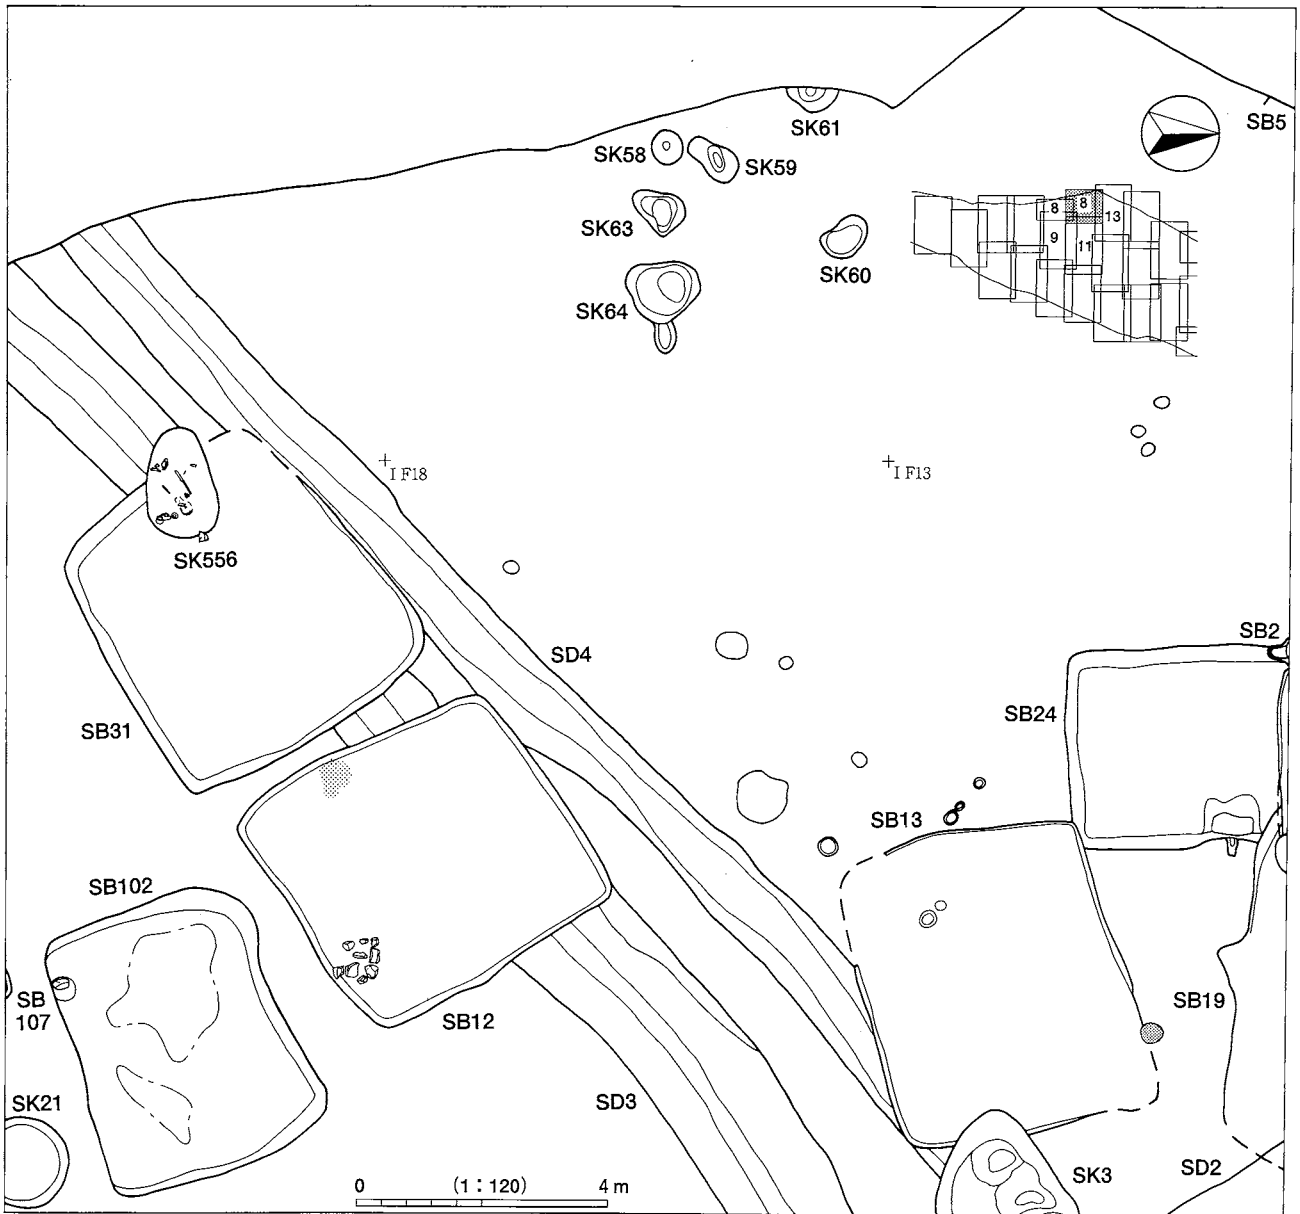 SK61
SB5
SK58
SK59
SK63
SK60
SK64
8
8
13
9
11
I F18
I F13
SK556
SD4
SB2
SB31
SB24
SB13
SB102
SB
107
SB12
SB19
SK21
SD3
SK3
SD2
0 (1:120) 4 m